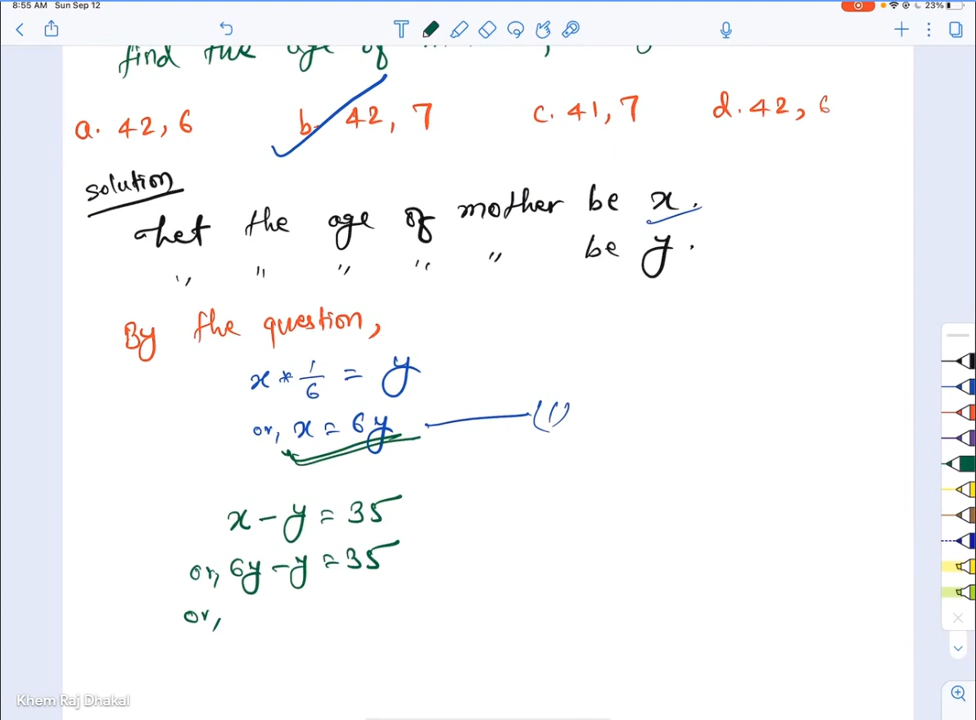 8:55 AM Sun Sep 12
23%
find the age of
a. 42, 6 b. 42, 7 c. 41, 7 d. 42, 6
solution
Let the age of mother be x.
" " " " " be y.
By the question,
x * 1/6 = y
or, x = 6y (1)
x - y = 35
or, 6y - y = 35
or,
Khem Raj Dhakal